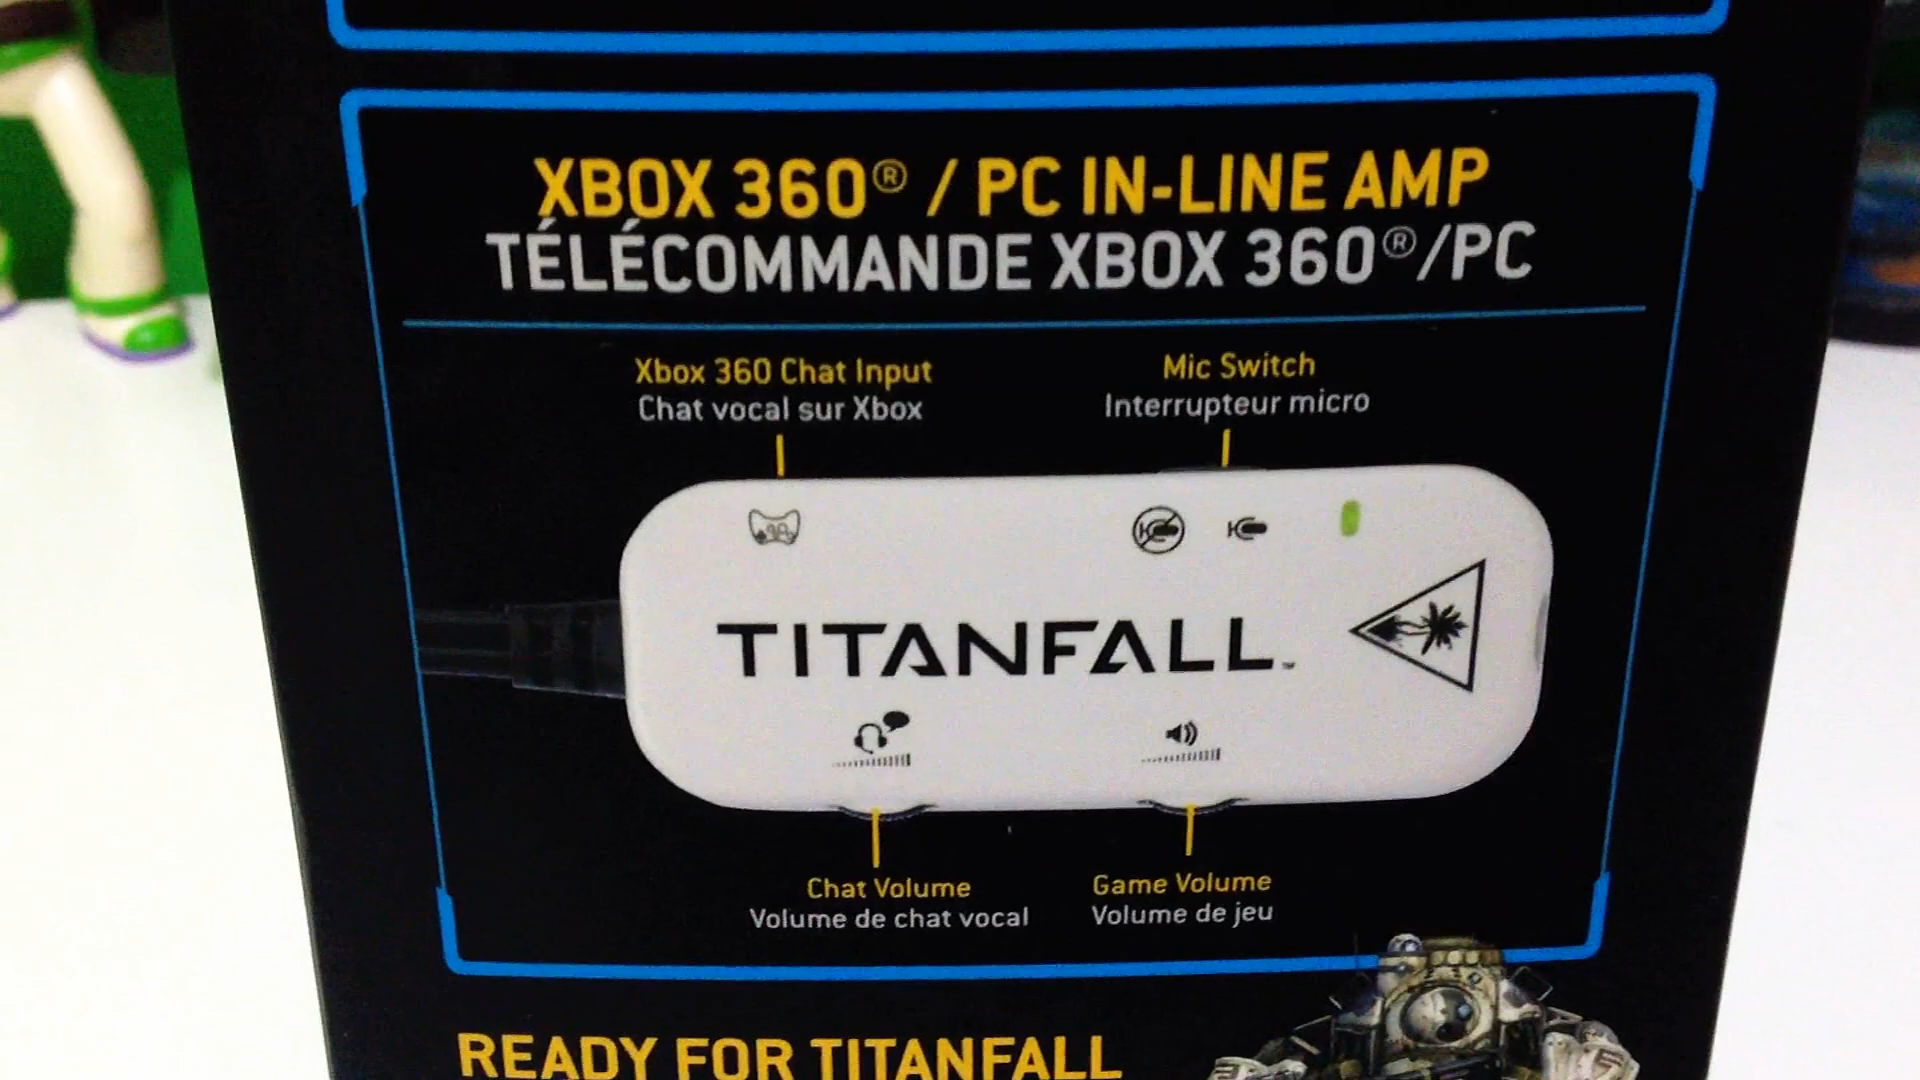 XBOX 360® / PC IN-LINE AMP
TÉLÉCOMMANDE XBOX 360®/PC
Xbox 360 Chat Input
Chat vocal sur Xbox
Mic Switch
Interrupteur micro
TITANFALL™
Chat Volume
Volume de chat vocal
Game Volume
Volume de jeu
READY FOR TITANFALL